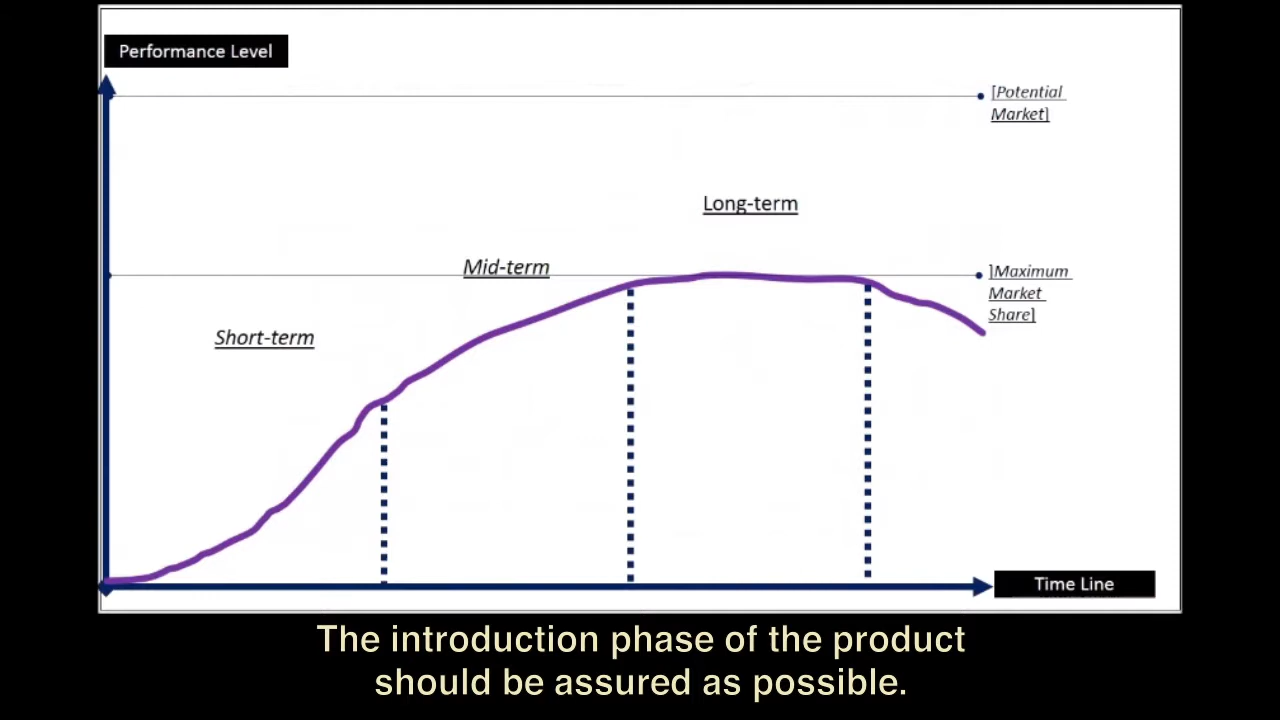 Performance Level
[Potential
Market]
Long-term
Mid-term
]Maximum
Market
Share]
Short-term
Time Line
The introduction phase of the product
should be assured as possible.